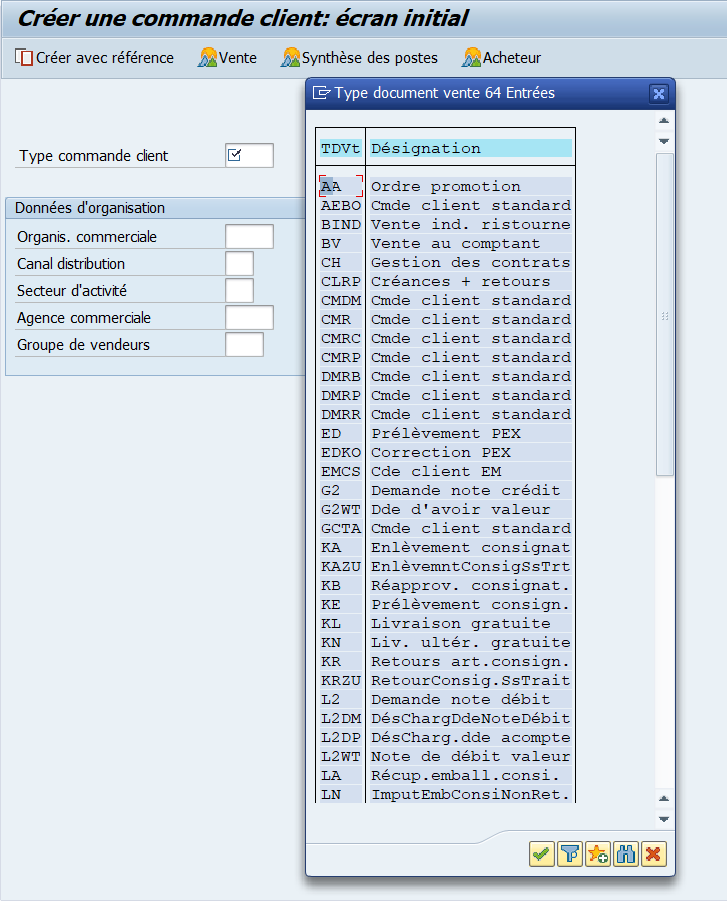 Créer une commande client: écran initial
Créer avec référence Vente Synthèse des postes Acheteur
Type commande client
Données d'organisation
Organis. commerciale
Canal distribution
Secteur d'activité
Agence commerciale
Groupe de vendeurs
Type document vente 64 Entrées
TDVt Désignation
AA Ordre promotion
AEBO Cmde client standard
BIND Vente ind. ristourne
BV Vente au comptant
CH Gestion des contrats
CLRP Créances + retours
CMDM Cmde client standard
CMR Cmde client standard
CMRC Cmde client standard
CMRP Cmde client standard
DMRB Cmde client standard
DMRP Cmde client standard
DMRR Cmde client standard
ED Prélèvement PEX
EDKO Correction PEX
EMCS Cde client EM
G2 Demande note crédit
G2WT Dde d'avoir valeur
GCTA Cmde client standard
KA Enlèvement consignat
KAZU EnlèvemntConsigSsTrt
KB Réapprov. consignat.
KE Prélèvement consign.
KL Livraison gratuite
KN Liv. ultér. gratuite
KR Retours art.consign.
KRZU RetourConsig.SsTrait
L2 Demande note débit
L2DM DésChargDdeNoteDébit
L2DP DésCharg.dde acompte
L2WT Note de débit valeur
LA Récup.emball.consi.
LN ImputEmbConsiNonRet.